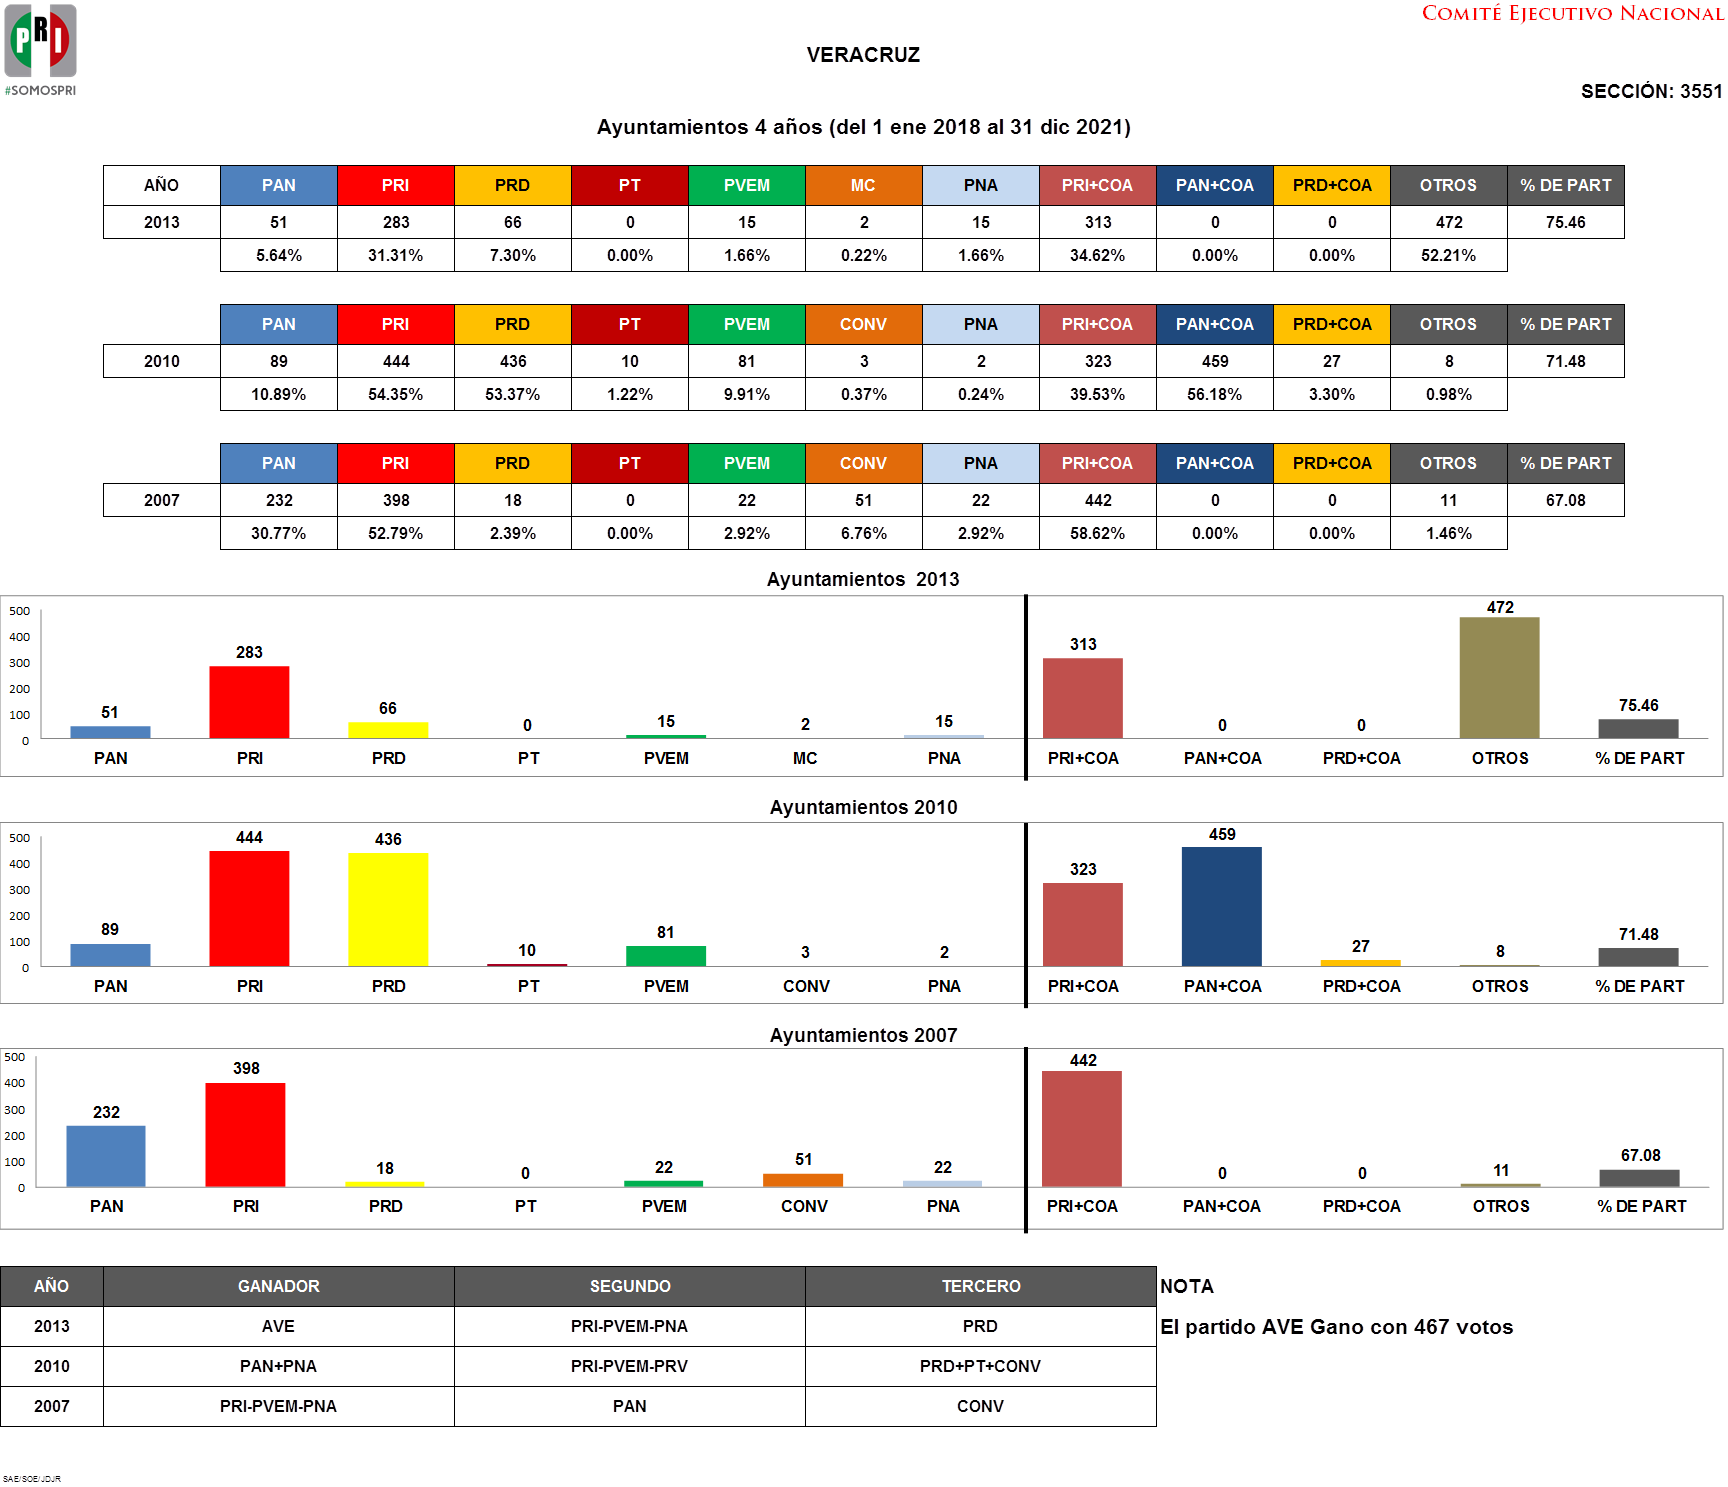 COMITÉ EJECUTIVO NACIONAL
PRI
#SOMOSPRI
VERACRUZ
SECCIÓN: 3551
Ayuntamientos 4 años (del 1 ene 2018 al 31 dic 2021)
AÑO PAN PRI PRD PT PVEM MC PNA PRI+COA PAN+COA PRD+COA OTROS % DE PART
2013 51 283 66 0 15 2 15 313 0 0 472 75.46
5.64% 31.31% 7.30% 0.00% 1.66% 0.22% 1.66% 34.62% 0.00% 0.00% 52.21%
PAN PRI PRD PT PVEM CONV PNA PRI+COA PAN+COA PRD+COA OTROS % DE PART
2010 89 444 436 10 81 3 2 323 459 27 8 71.48
10.89% 54.35% 53.37% 1.22% 9.91% 0.37% 0.24% 39.53% 56.18% 3.30% 0.98%
PAN PRI PRD PT PVEM CONV PNA PRI+COA PAN+COA PRD+COA OTROS % DE PART
2007 232 398 18 0 22 51 22 442 0 0 11 67.08
30.77% 52.79% 2.39% 0.00% 2.92% 6.76% 2.92% 58.62% 0.00% 0.00% 1.46%
Ayuntamientos 2013
500
400
300
200
100
0
51 283 66 0 15 2 15 313 0 0 472 75.46
PAN PRI PRD PT PVEM MC PNA PRI+COA PAN+COA PRD+COA OTROS % DE PART
Ayuntamientos 2010
500
400
300
200
100
0
89 444 436 10 81 3 2 323 459 27 8 71.48
PAN PRI PRD PT PVEM CONV PNA PRI+COA PAN+COA PRD+COA OTROS % DE PART
Ayuntamientos 2007
500
400
300
200
100
0
232 398 18 0 22 51 22 442 0 0 11 67.08
PAN PRI PRD PT PVEM CONV PNA PRI+COA PAN+COA PRD+COA OTROS % DE PART
AÑO GANADOR SEGUNDO TERCERO NOTA
2013 AVE PRI-PVEM-PNA PRD El partido AVE Gano con 467 votos
2010 PAN+PNA PRI-PVEM-PRV PRD+PT+CONV
2007 PRI-PVEM-PNA PAN CONV
SAE/SOE/JDJR